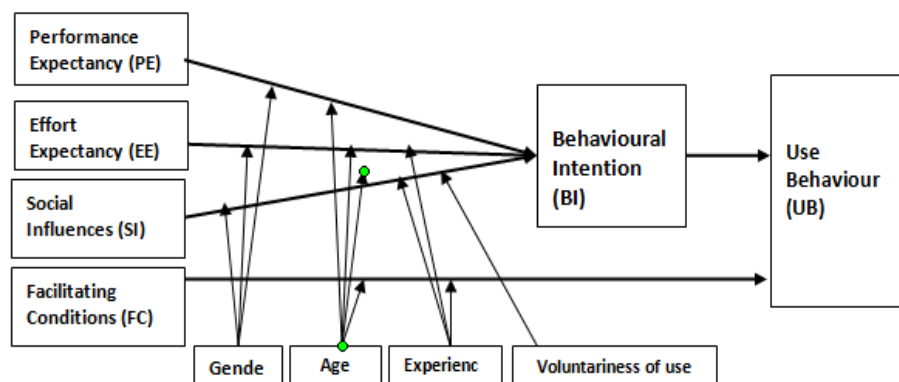 Performance
Expectancy (PE)
Effort
Expectancy (EE)
Social
Influences (SI)
Facilitating
Conditions (FC)
Behavioural
Intention
(BI)
Use
Behaviour
(UB)
Gende
Age
Experienc
Voluntariness of use